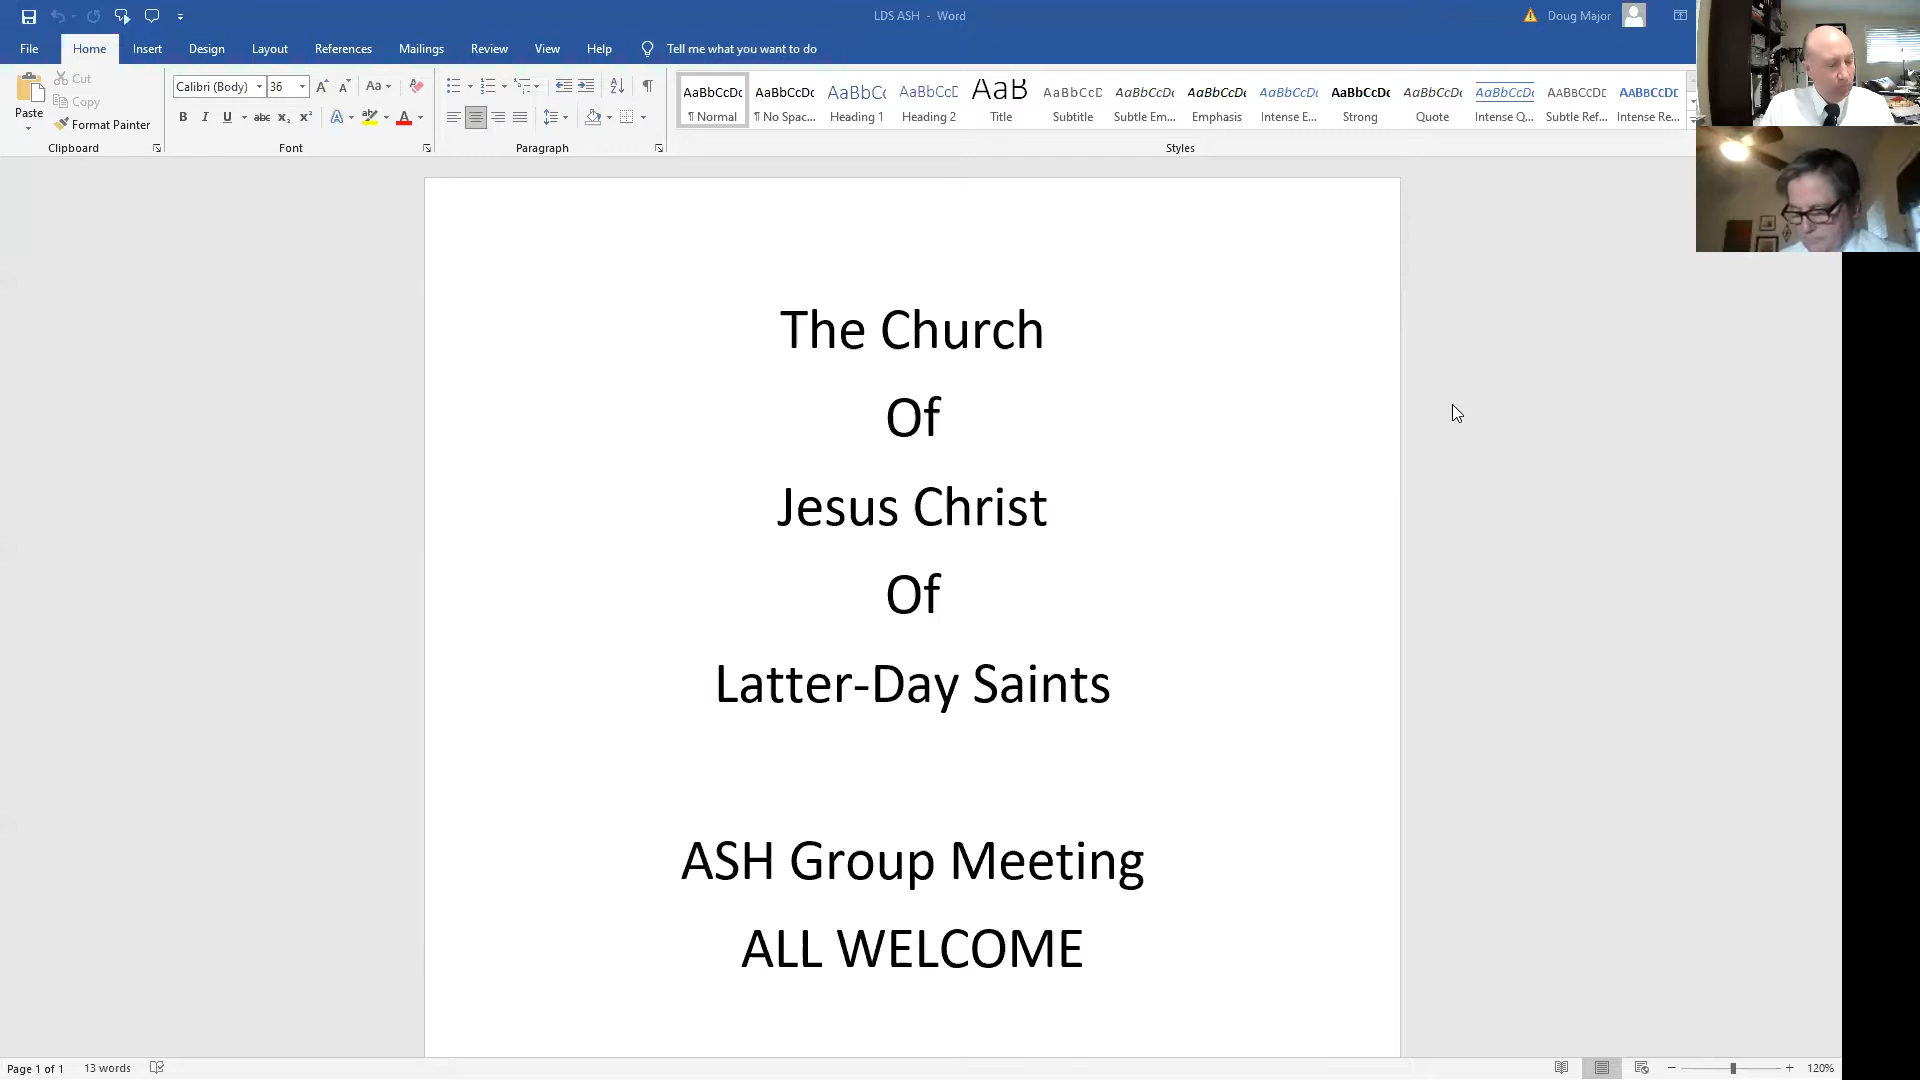 LDS ASH - Word
Doug Major
File Home Insert Design Layout References Mailings Review View Help Tell me what you want to do
Paste
Cut
Copy
Format Painter
Clipboard
Calibri (Body) 36
Font
Paragraph
AaBbCcDc AaBbCcDc AaBbCc AaBbCcD AaB AaBbCcD AaBbCcDc AaBbCcDc AaBbCcDc AaBbCcDc AaBbCcDc AaBbCcDc AABBCCDE AABBCCDE
¶ Normal ¶ No Spac... Heading 1 Heading 2 Title Subtitle Subtle Em... Emphasis Intense E... Strong Quote Intense Q... Subtle Ref... Intense Re...
Styles
The Church
Of
Jesus Christ
Of
Latter-Day Saints
ASH Group Meeting
ALL WELCOME
Page 1 of 1 13 words 120%